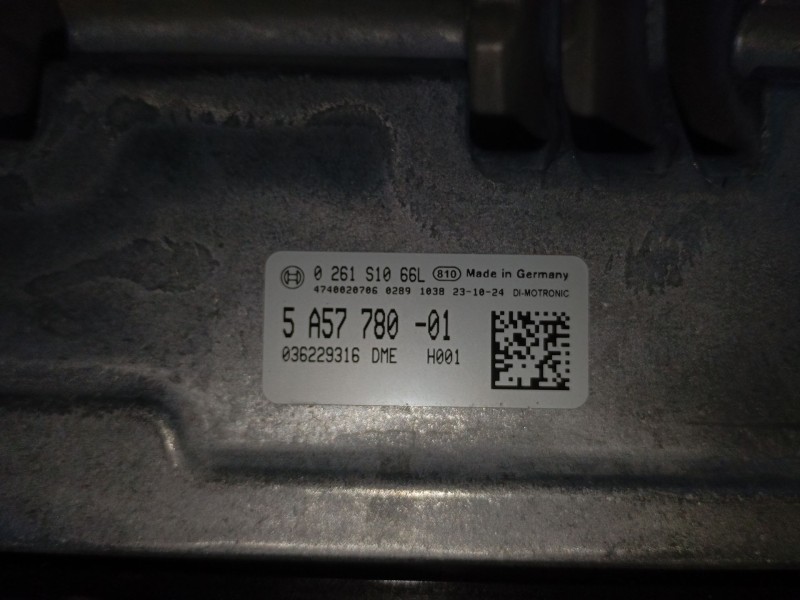 0 261 S10 66L 810 Made in Germany
4740020706 0289 1038 23-10-24 DI-MOTRONIC
5 A57 780 -01
036229316 DME H001